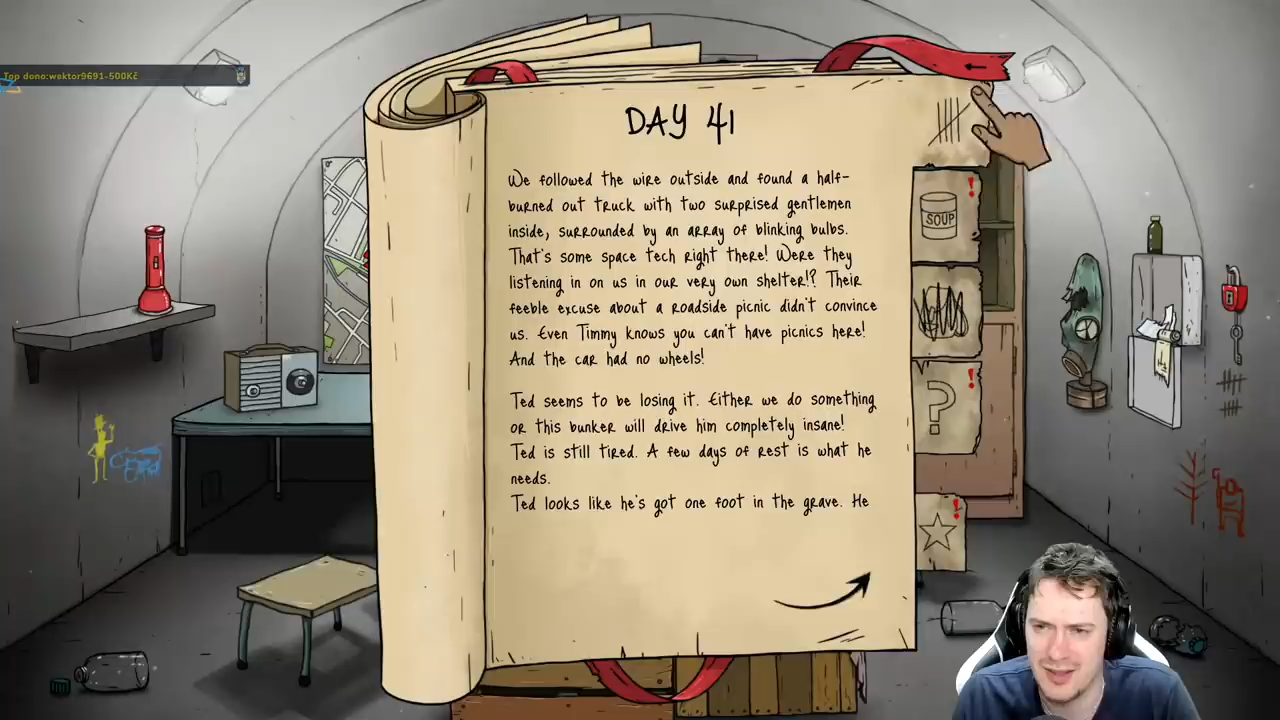 Top dono:wektor9691-500Kč
DAY 41
We followed the wire outside and found a half-
burned out truck with two surprised gentlemen
inside, surrounded by an array of blinking bulbs.
That's some space tech right there! Were they
listening in on us in our very own shelter!? Their
feeble excuse about a roadside picnic didn't convince
us. Even Timmy knows you can't have picnics here!
And the car had no wheels!
Ted seems to be losing it. Either we do something
or this bunker will drive him completely insane!
Ted is still tired. A few days of rest is what he
needs.
Ted looks like he's got one foot in the grave. He
!
SOUP
!
?
!